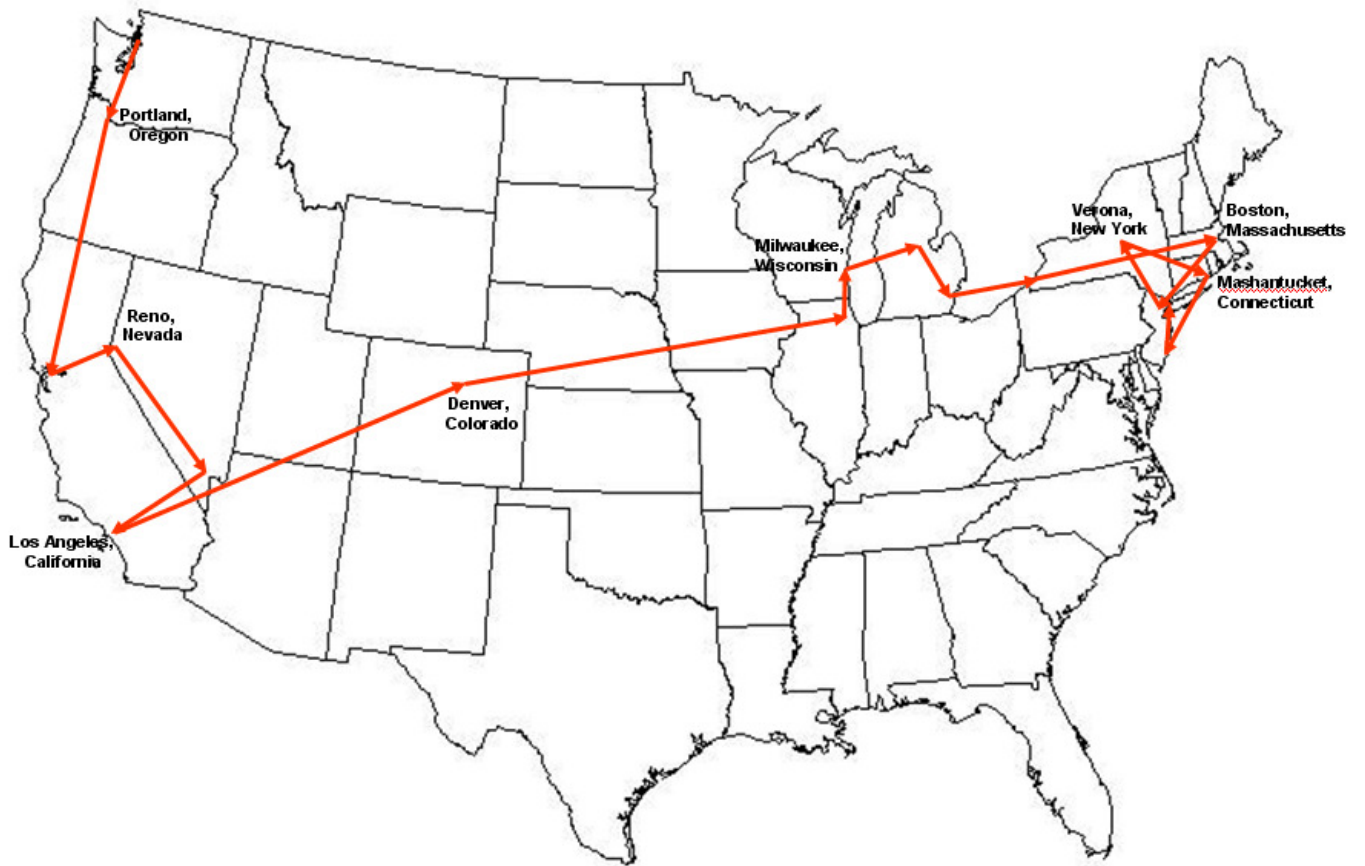 Portland,
Oregon
Verona,
New York
Boston,
Massachusetts
Milwaukee,
Wisconsin
Mashantucket,
Connecticut
Reno,
Nevada
Denver,
Colorado
Los Angeles,
California